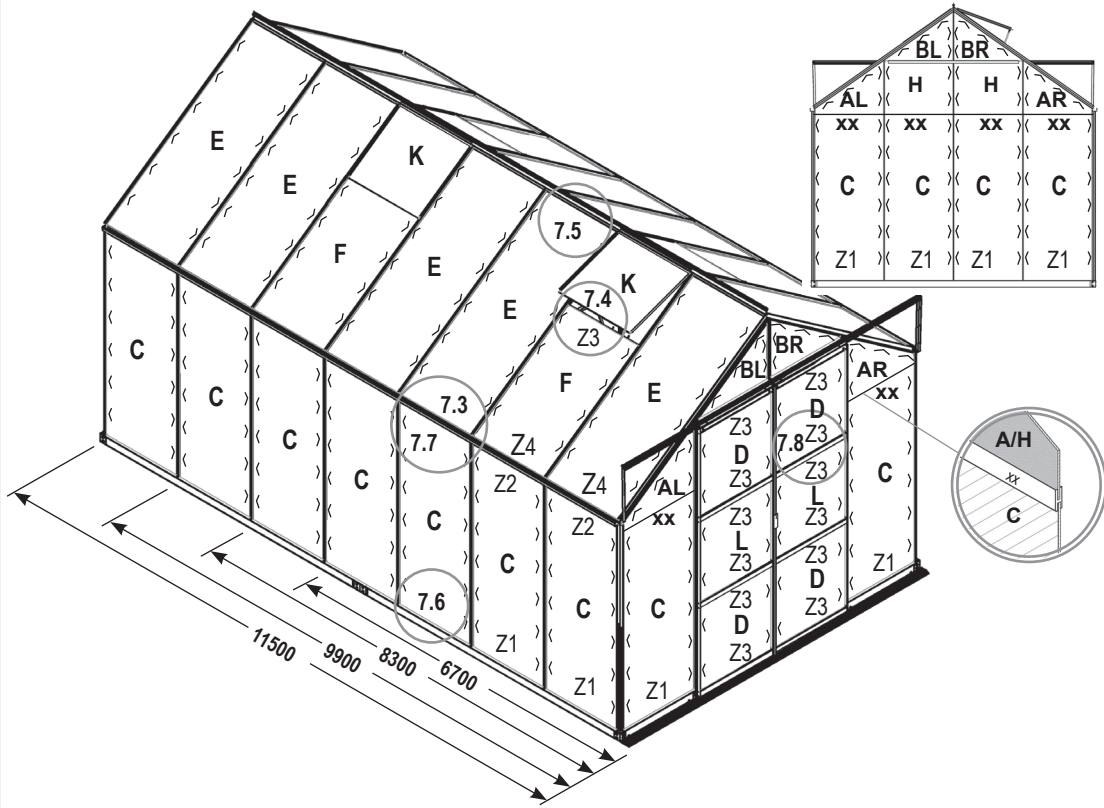 BL BR
AL H H AR
xx xx xx xx
C C C C
Z1 Z1 Z1 Z1
E
K
E
7.5
F
E
K
7.4
E
Z3
BR
BL
AR
F
E
xx
Z3
D
C
7.3
7.7
Z4
Z3
D
7.8
Z3
A/H
C
Z2
Z4
AL
Z3
Z3
L
C
xx
C
xx
Z3
C
C
Z2
Z3
L
Z3
C
C
Z3
D
Z1
7.6
C
C
Z3
D
Z3
Z1
Z3
Z1
Z1
11500
9900
8300
6700